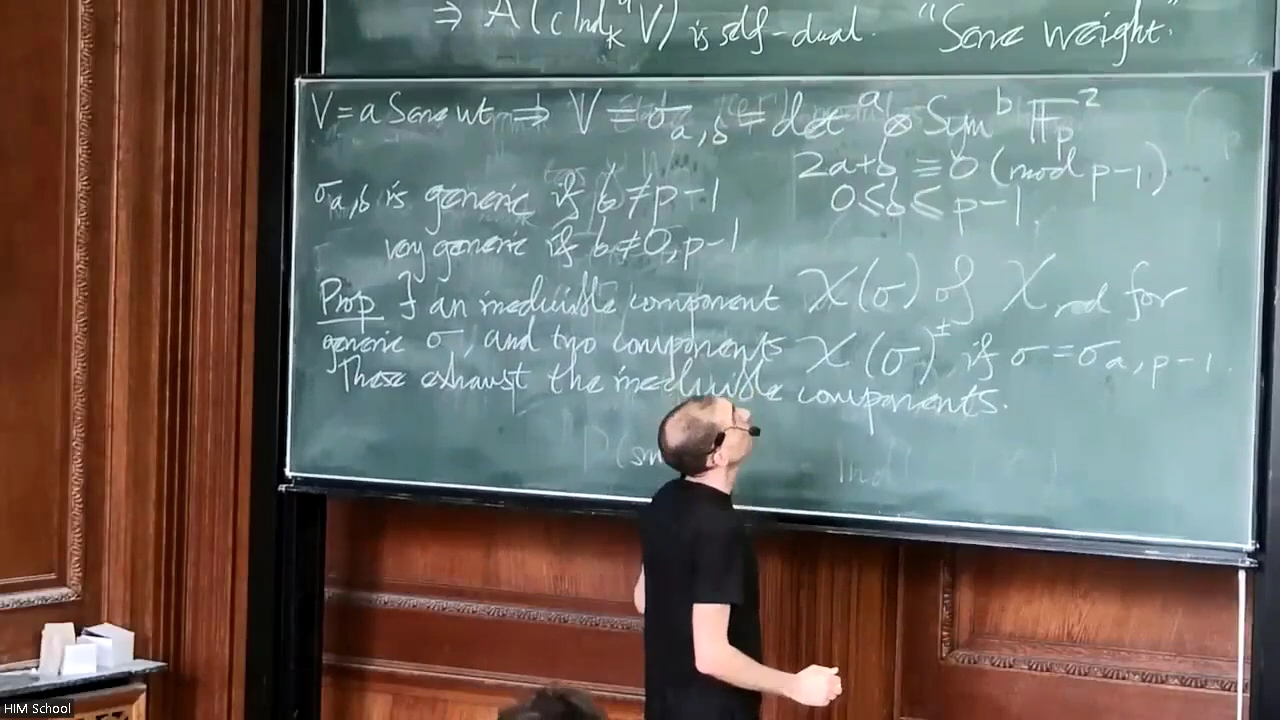 ⇒ A(cInd_K^G V) is self-dual. "Serre weight."
V = a Serre wt ⇒ V = σ_{a,b} = det^a ⊗ Sym^b F_p^2
2a+b ≡ 0 (mod p-1)
0 ≤ b ≤ p-1
σ_{a,b} is generic if b ≠ p-1
very generic if b ≠ 0, p-1
Prop ∃ an irreducible component X(σ) of X_red for
generic σ, and two components X(σ)^± if σ = σ_{a,p-1}.
These exhaust the irreducible components.
HIM School